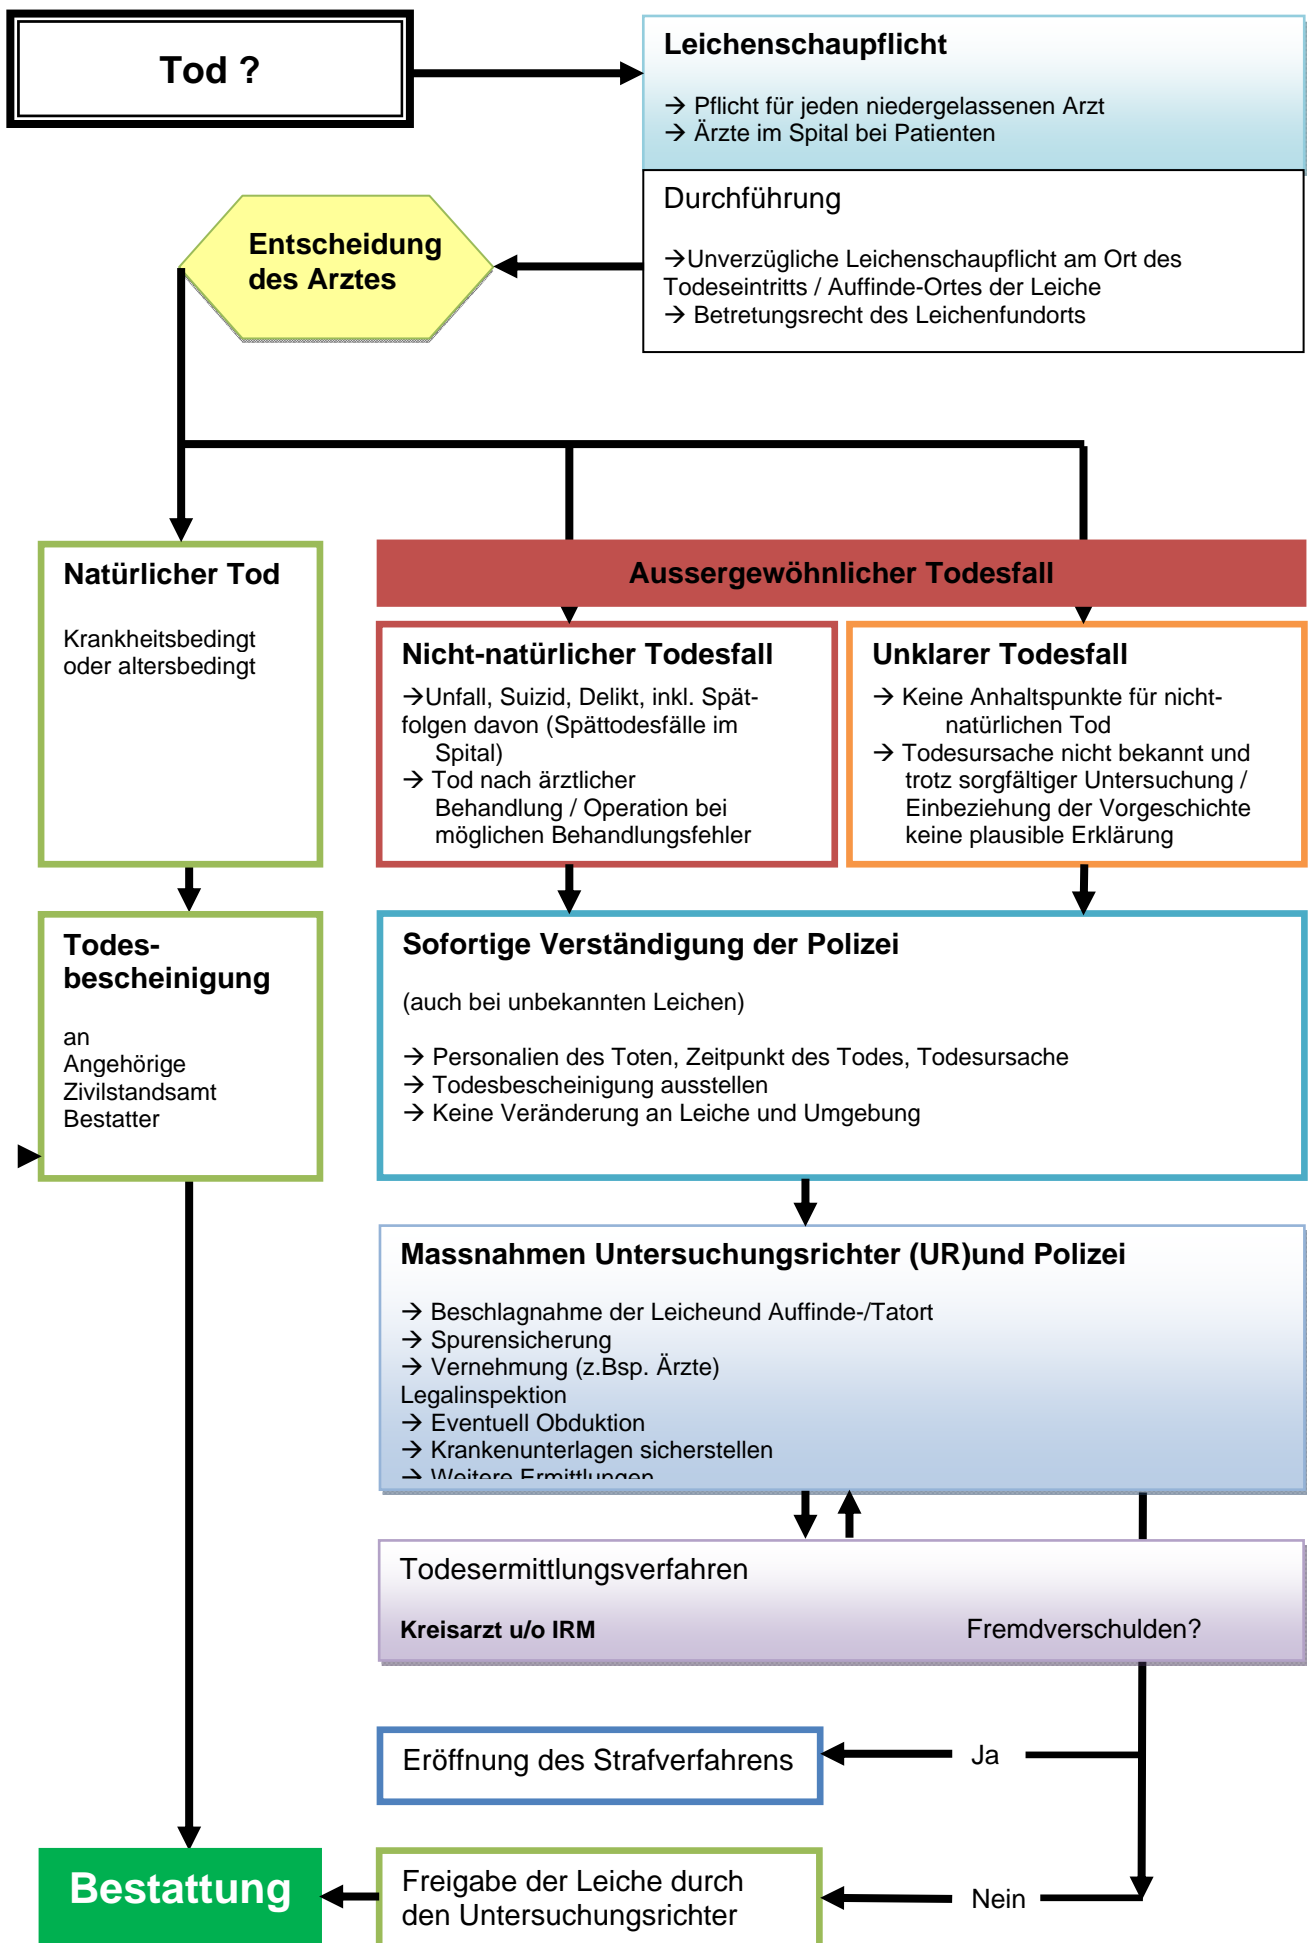 Tod ?
Leichenschaupflicht
→ Pflicht für jeden niedergelassenen Arzt
→ Ärzte im Spital bei Patienten
Durchführung
→Unverzügliche Leichenschaupflicht am Ort des
Todeseintritts / Auffinde-Ortes der Leiche
→ Betretungsrecht des Leichenfundorts
Entscheidung
des Arztes
Natürlicher Tod
Krankheitsbedingt
oder altersbedingt
Aussergewöhnlicher Todesfall
Nicht-natürlicher Todesfall
→Unfall, Suizid, Delikt, inkl. Spät-
folgen davon (Spättodesfälle im
Spital)
→ Tod nach ärztlicher
Behandlung / Operation bei
möglichen Behandlungsfehler
Unklarer Todesfall
→ Keine Anhaltspunkte für nicht-
natürlichen Tod
→ Todesursache nicht bekannt und
trotz sorgfältiger Untersuchung /
Einbeziehung der Vorgeschichte
keine plausible Erklärung
Todes-
bescheinigung
an
Angehörige
Zivilstandsamt
Bestatter
Sofortige Verständigung der Polizei
(auch bei unbekannten Leichen)
→ Personalien des Toten, Zeitpunkt des Todes, Todesursache
→ Todesbescheinigung ausstellen
→ Keine Veränderung an Leiche und Umgebung
Massnahmen Untersuchungsrichter (UR)und Polizei
→ Beschlagnahme der Leicheund Auffinde-/Tatort
→ Spurensicherung
→ Vernehmung (z.Bsp. Ärzte)
Legalinspektion
→ Eventuell Obduktion
→ Krankenunterlagen sicherstellen
→ Weitere Ermittlungen
Todesermittlungsverfahren
Kreisarzt u/o IRM
Fremdverschulden?
Eröffnung des Strafverfahrens
Ja
Bestattung
Freigabe der Leiche durch
den Untersuchungsrichter
Nein